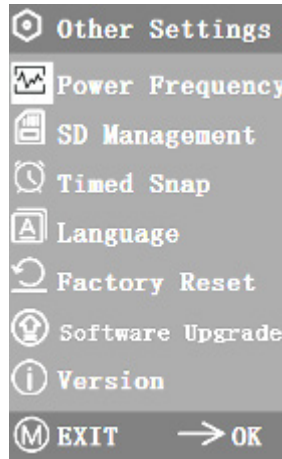 Other Settings
Power Frequency
SD Management
Timed Snap
A Language
Factory Reset
Software Upgrade
i Version
M EXIT → OK